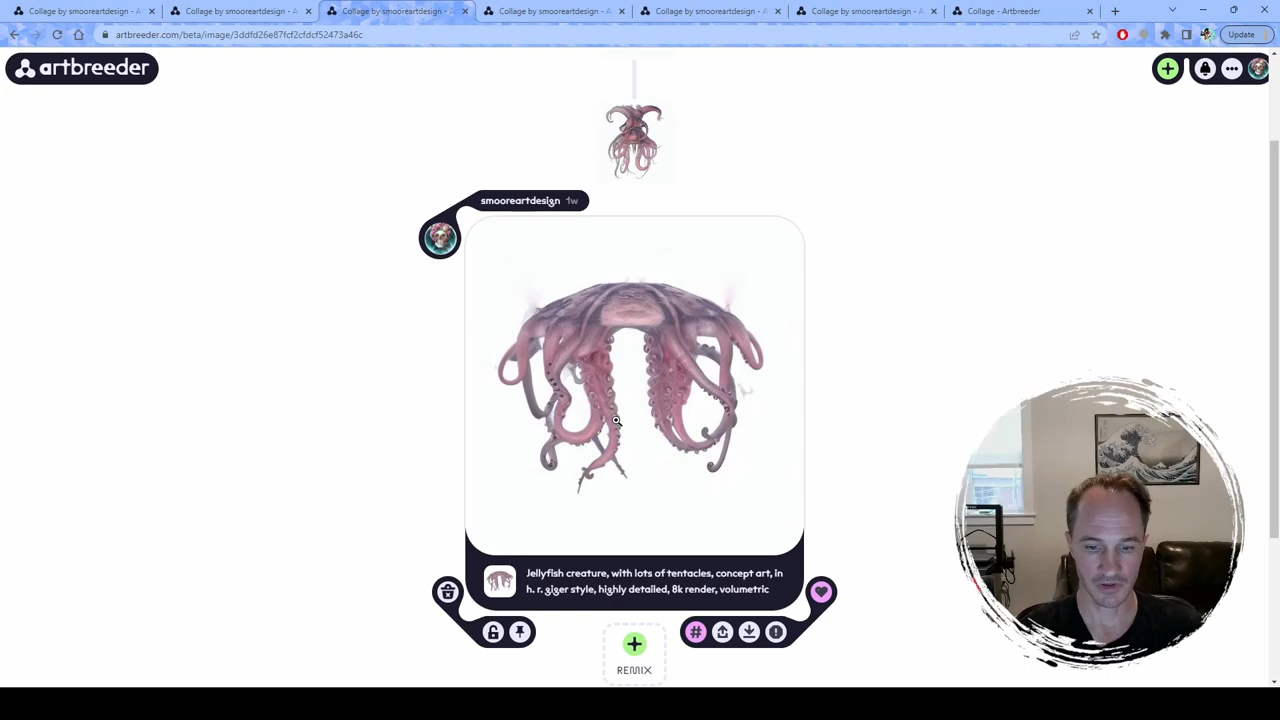 Collage by smooreartdesign - A
Collage by smooreartdesign - A
Collage by smooreartdesign - A
Collage by smooreartdesign - A
Collage by smooreartdesign - A
Collage by smooreartdesign - A
Collage - Artbreeder
artbreeder.com/beta/image/3ddfd26e87fcf2cfdcf52473a46c
Update
artbreeder
smooreartdesign 1w
Jellyfish creature, with lots of tentacles, concept art, in
h. r. giger style, highly detailed, 8k render, volumetric
REMIX